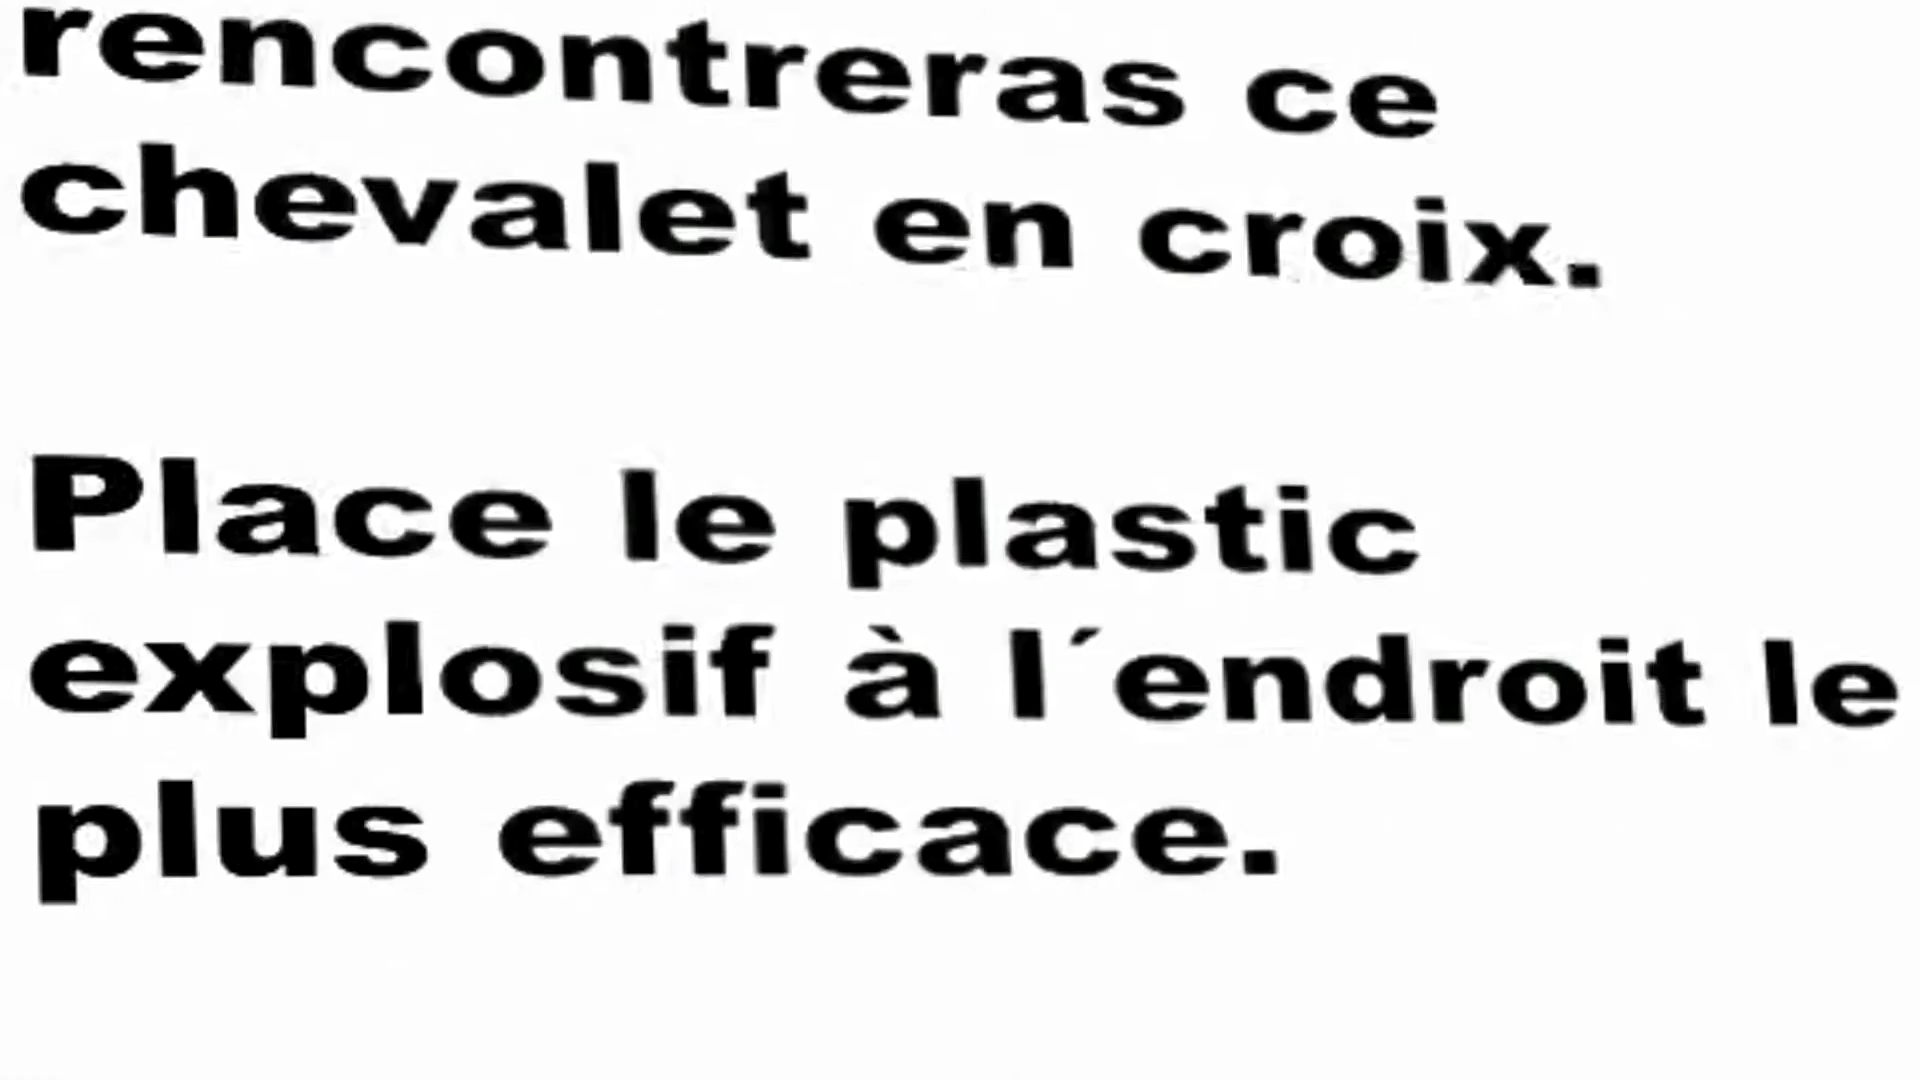 rencontreras ce
chevalet en croix.
Place le plastic
explosif à l´endroit le
plus efficace.